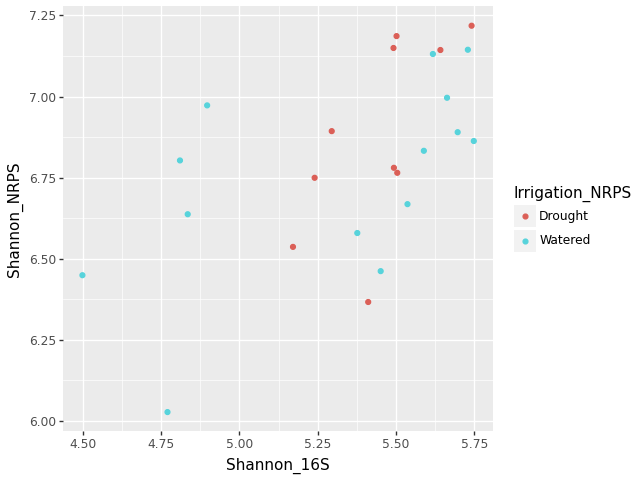 7.25
7.00
6.75
6.50
6.25
6.00
Shannon_NRPS
4.50 4.75 5.00 5.25 5.50 5.75
Shannon_16S
Irrigation_NRPS
Drought
Watered